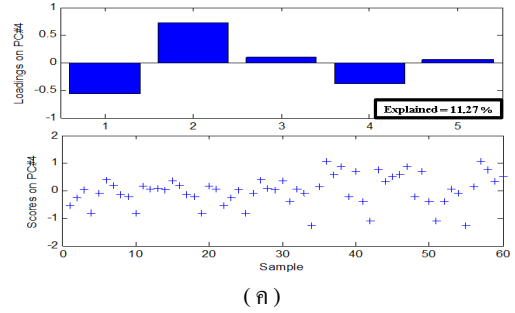 Loadings on PC#4
1
0.5
0
-0.5
-1
1 2 3 4 5
Explained = 11.27 %
Scores on PC#4
2
1
0
-1
-2
0 10 20 30 40 50 60
Sample
( ค )